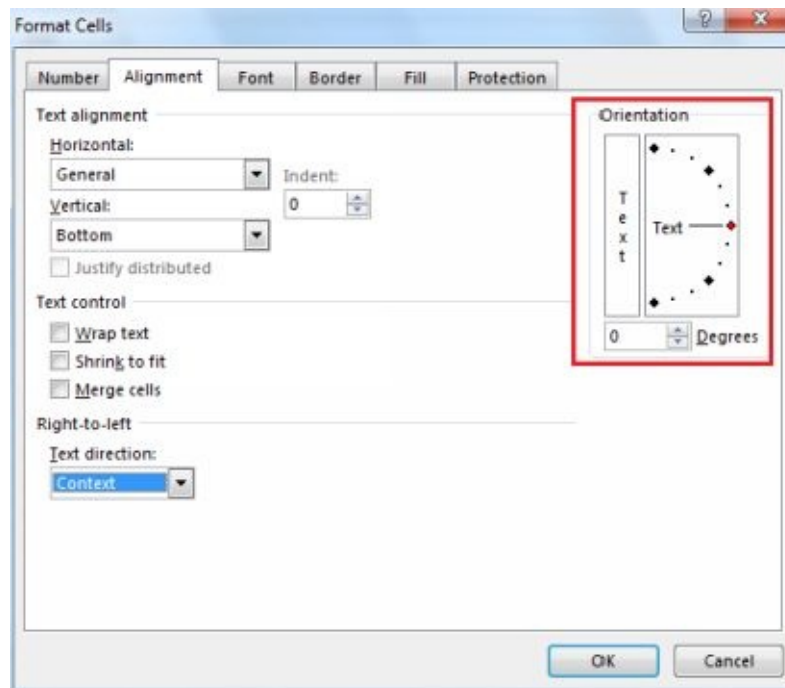 Format Cells
Number Alignment Font Border Fill Protection
Text alignment
Horizontal:
General
Indent:
0
Vertical:
Bottom
Justify distributed
Text control
Wrap text
Shrink to fit
Merge cells
Right-to-left
Text direction:
Context
Orientation
Text
Text
0 Degrees
OK Cancel